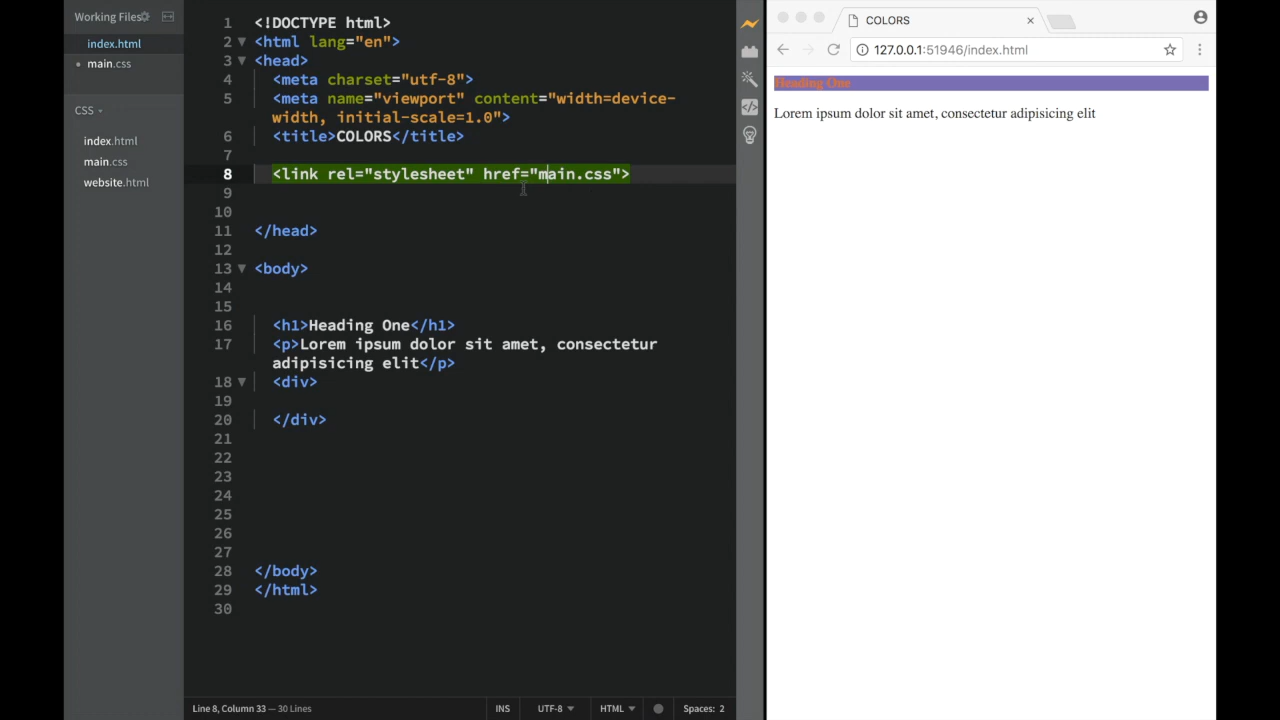 Working Files
index.html
main.css
CSS
index.html
main.css
website.html
1 <!DOCTYPE html>
2 <html lang="en">
3 <head>
4 <meta charset="utf-8">
5 <meta name="viewport" content="width=device-
width, initial-scale=1.0">
6 <title>COLORS</title>
7
8 <link rel="stylesheet" href="main.css">
9
10
11 </head>
12
13 <body>
14
15
16 <h1>Heading One</h1>
17 <p>Lorem ipsum dolor sit amet, consectetur
adipisicing elit</p>
18 <div>
19
20 </div>
21
22
23
24
25
26
27
28 </body>
29 </html>
30
Line 8, Column 33 — 30 Lines
INS
UTF-8
HTML
Spaces: 2
COLORS
127.0.0.1:51946/index.html
Heading One
Lorem ipsum dolor sit amet, consectetur adipisicing elit